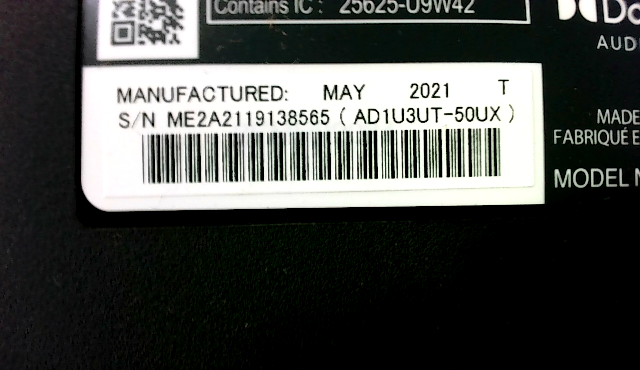 Contains IC : 25625-U9W42
AUD
MANUFACTURED: MAY 2021 T
S/N ME2A2119138565 ( AD1U3UT-50UX )
MADE
FABRIQUÉ E
MODEL N